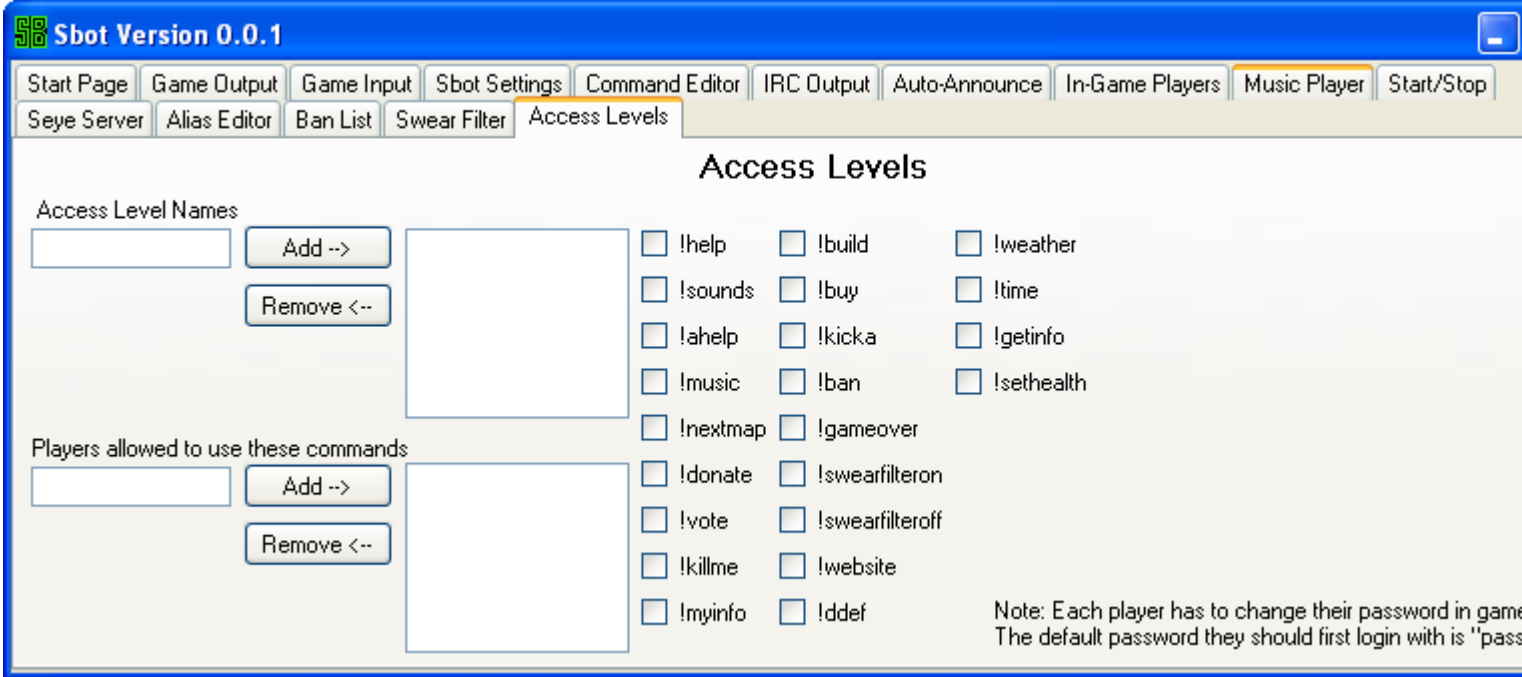 SB Sbot Version 0.0.1
Start Page Game Output Game Input Sbot Settings Command Editor IRC Output Auto-Announce In-Game Players Music Player Start/Stop
Seye Server Alias Editor Ban List Swear Filter Access Levels
Access Levels
Access Level Names
Add -->
Remove <--
!help !build !weather
!sounds !buy !time
!ahelp !kicka !getinfo
!music !ban !sethealth
!nextmap !gameover
Players allowed to use these commands
Add -->
Remove <--
!donate !swearfilteron
!vote !swearfilteroff
!killme !website
!myinfo !ddef
Note: Each player has to change their password in game
The default password they should first login with is "pass